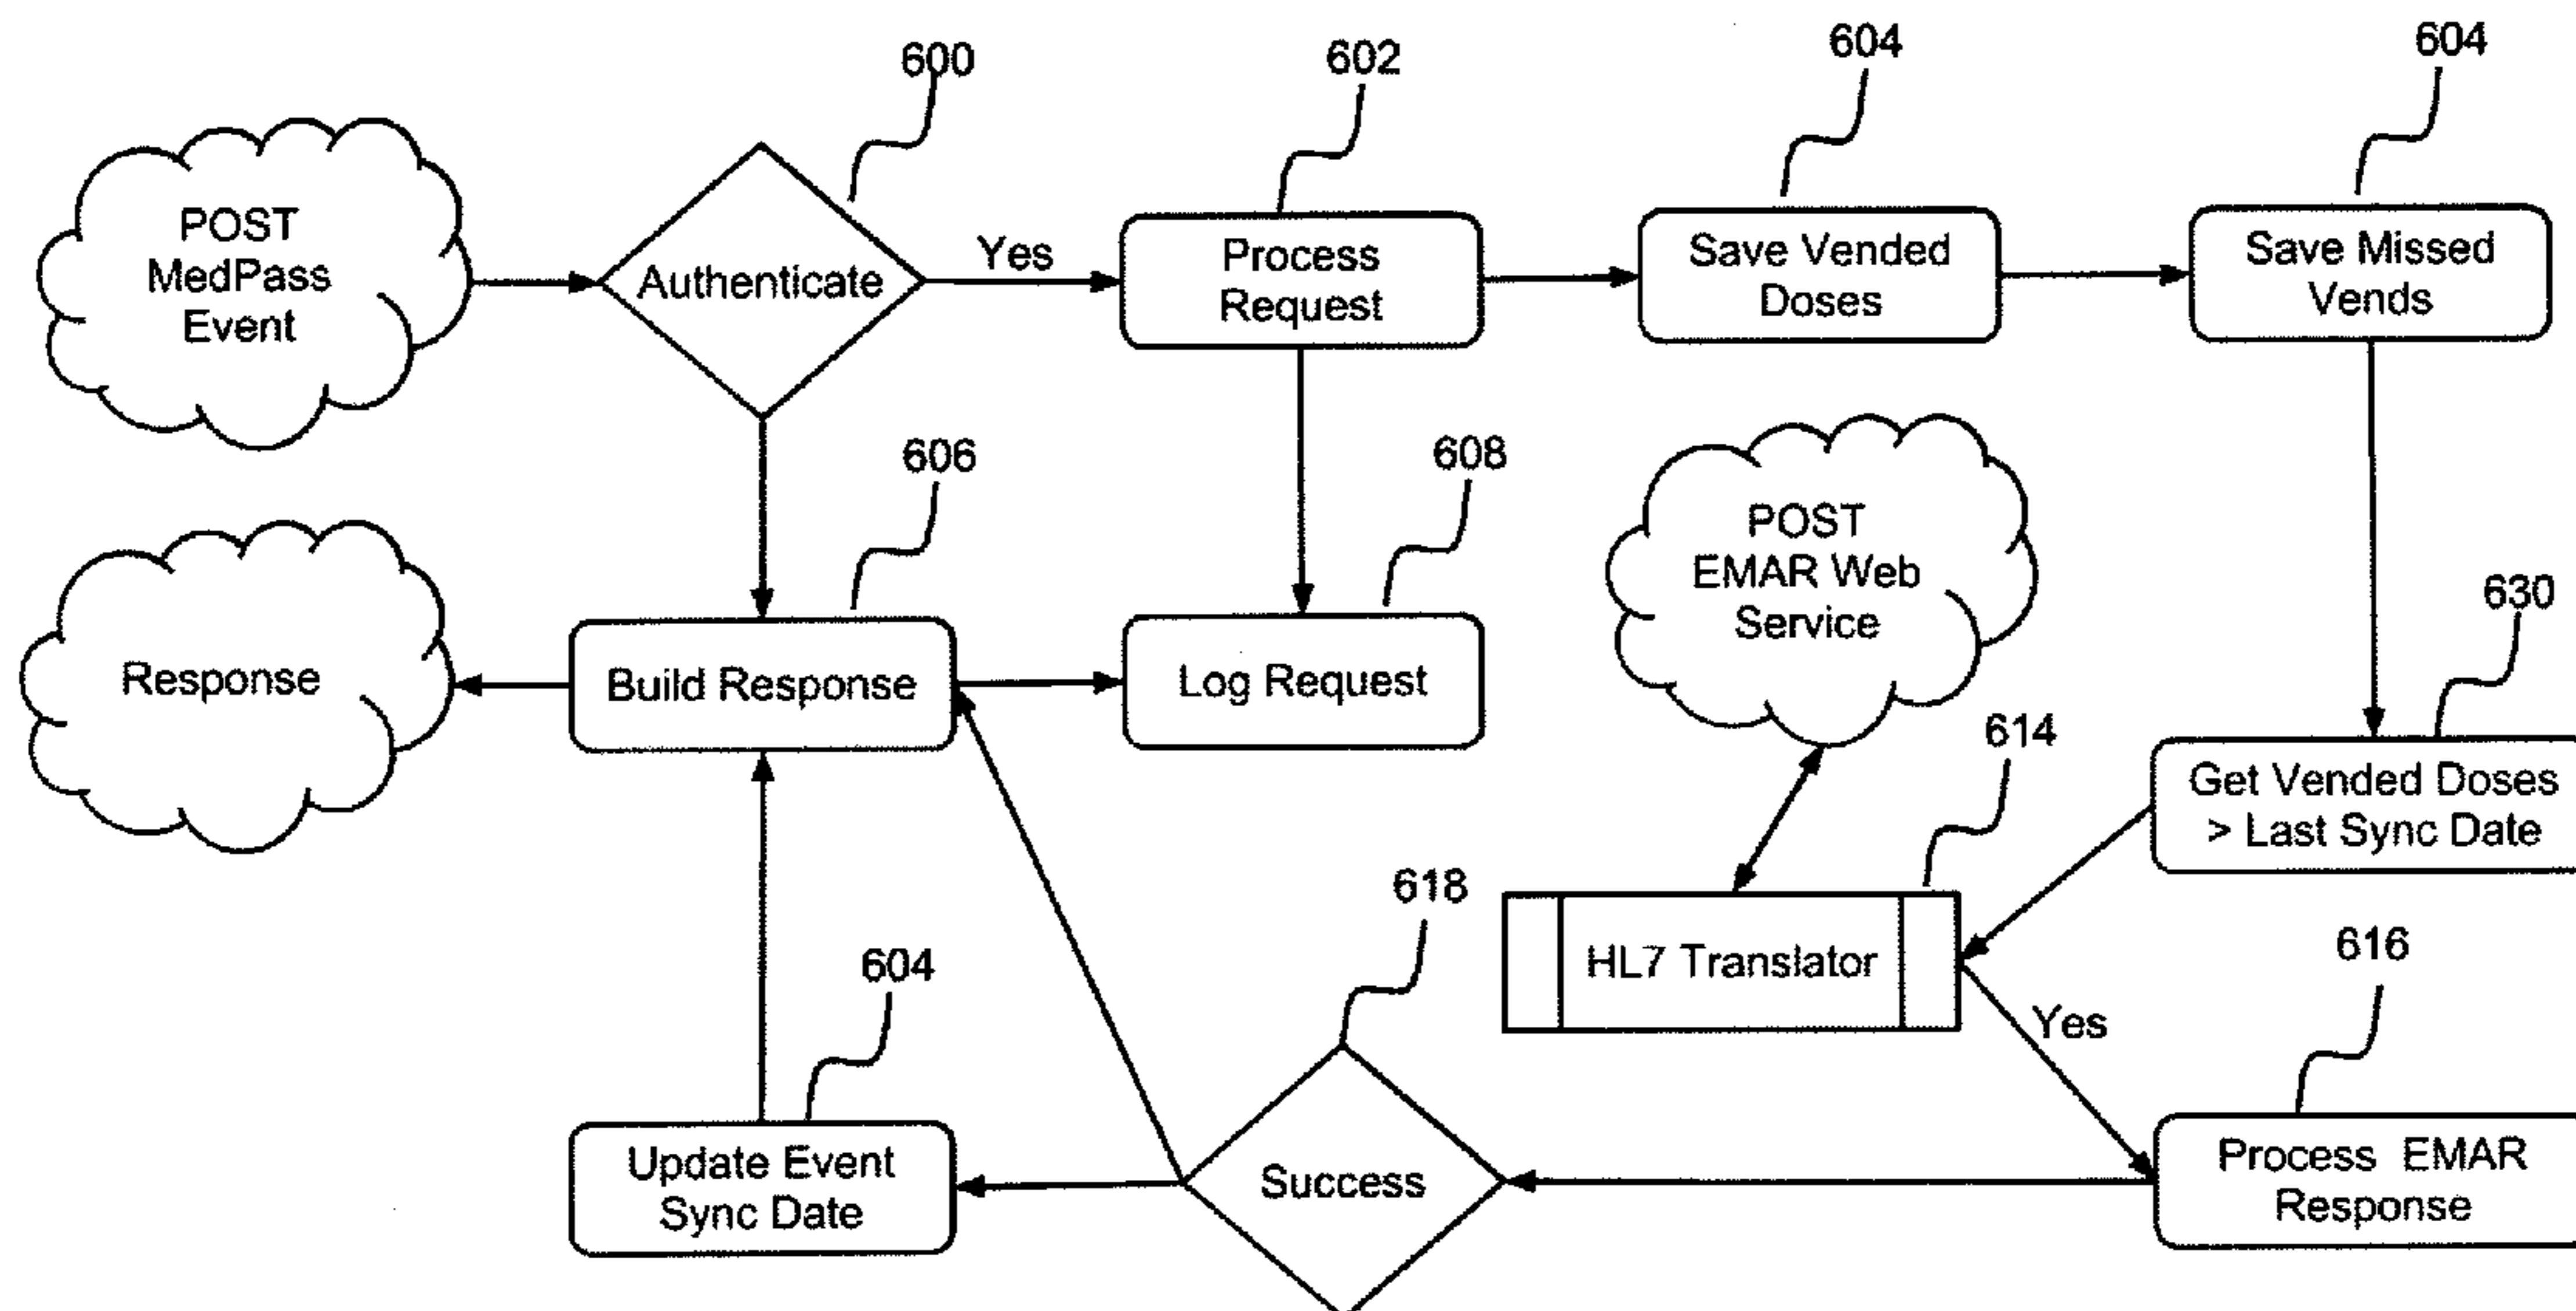 600
602
604
604
POST
MedPass
Event
Authenticate
Yes
Process
Request
Save Vended
Doses
Save Missed
Vends
606
608
POST
EMAR Web
Service
630
Response
Build Response
Log Request
614
Get Vended Doses
> Last Sync Date
618
HL7 Translator
616
604
Yes
Update Event
Sync Date
Success
Process EMAR
Response